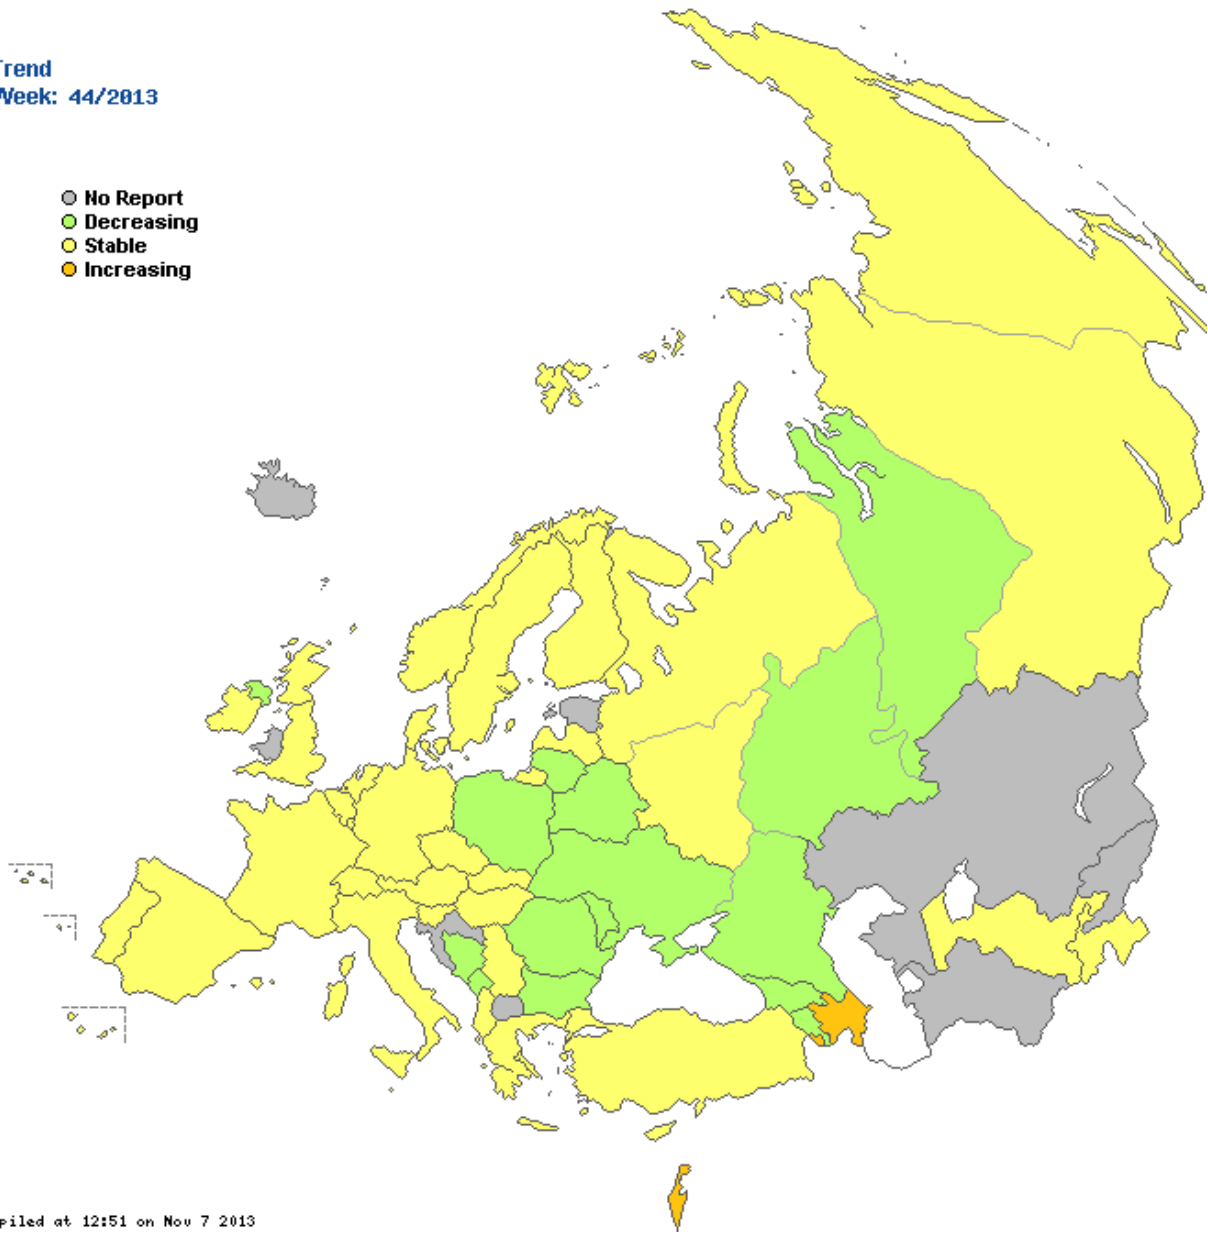 Trend
Week: 44/2013
No Report
Decreasing
Stable
Increasing
piled at 12:51 on Nov 7 2013